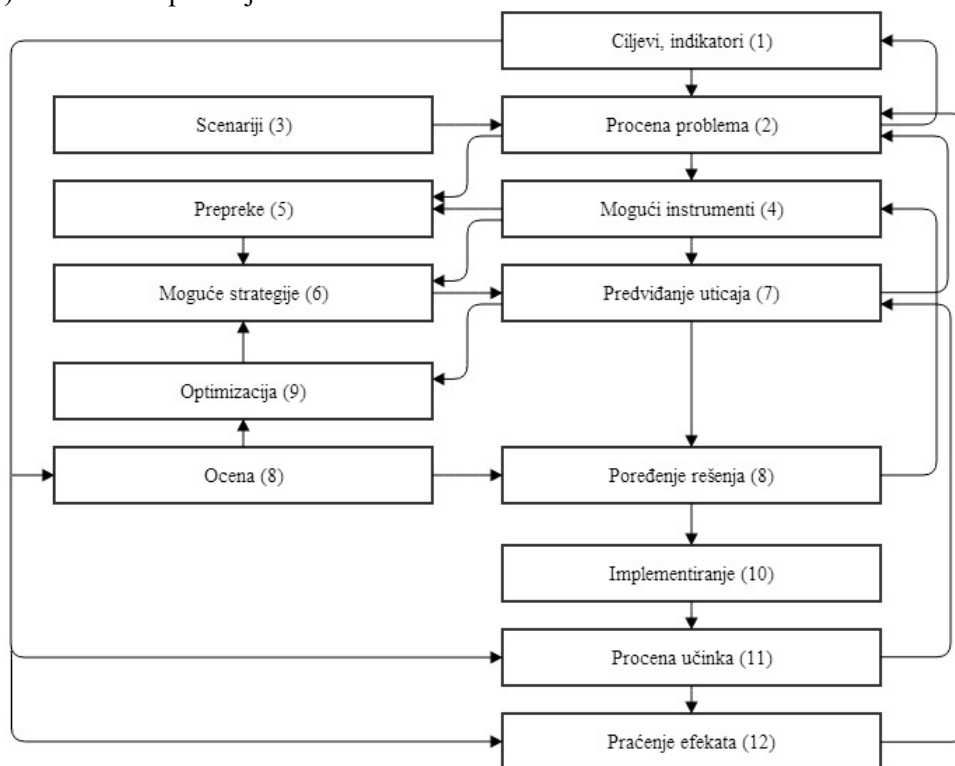 Ciljevi, indikatori (1)
Scenariji (3)
Procena problema (2)
Prepreke (5)
Mogući instrumenti (4)
Moguće strategije (6)
Predviđanje uticaja (7)
Optimizacija (9)
Ocena (8)
Poređenje rešenja (8)
Implementiranje (10)
Procena učinka (11)
Praćenje efekata (12)